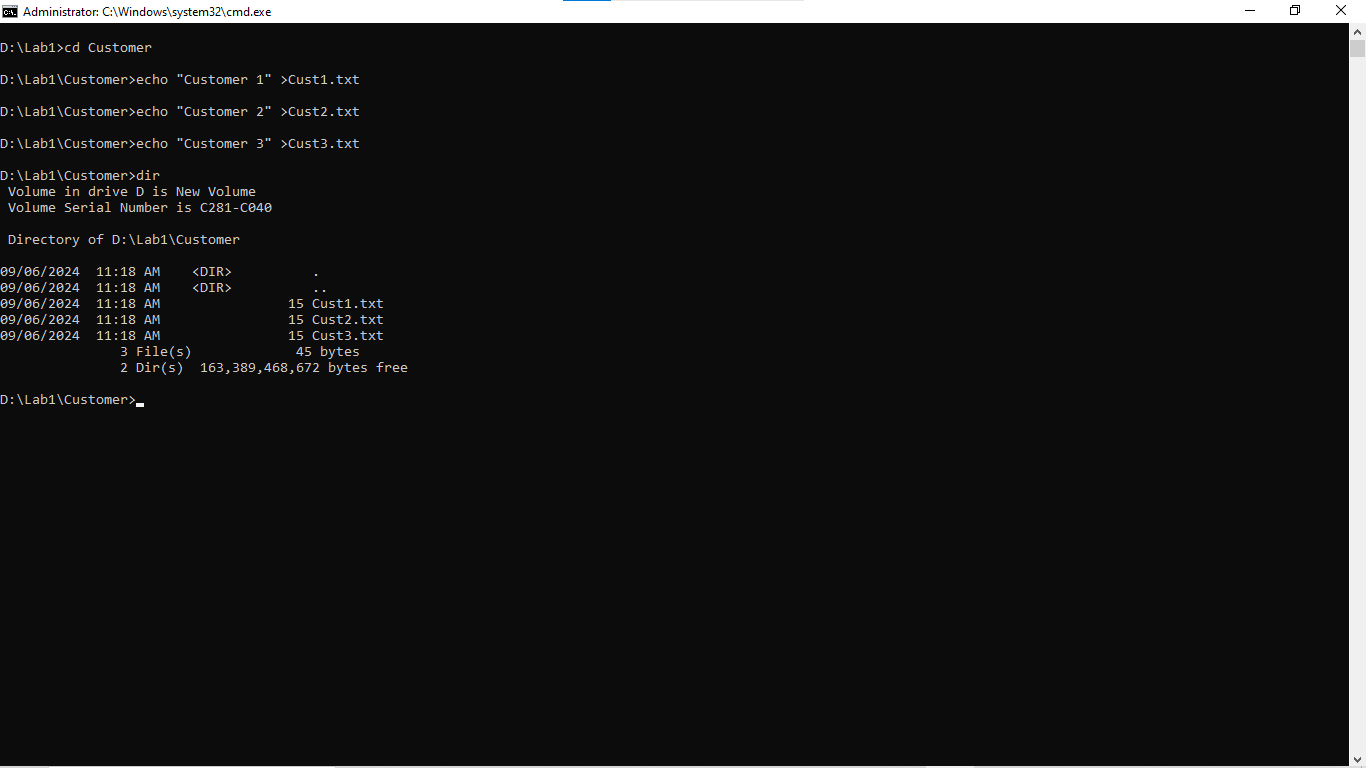 Administrator: C:\Windows\system32\cmd.exe
D:\Lab1>cd Customer
D:\Lab1\Customer>echo "Customer 1" >Cust1.txt
D:\Lab1\Customer>echo "Customer 2" >Cust2.txt
D:\Lab1\Customer>echo "Customer 3" >Cust3.txt
D:\Lab1\Customer>dir
 Volume in drive D is New Volume
 Volume Serial Number is C281-C040
 Directory of D:\Lab1\Customer
09/06/2024  11:18 AM    <DIR>          .
09/06/2024  11:18 AM    <DIR>          ..
09/06/2024  11:18 AM                15 Cust1.txt
09/06/2024  11:18 AM                15 Cust2.txt
09/06/2024  11:18 AM                15 Cust3.txt
               3 File(s)             45 bytes
               2 Dir(s)  163,389,468,672 bytes free
D:\Lab1\Customer>